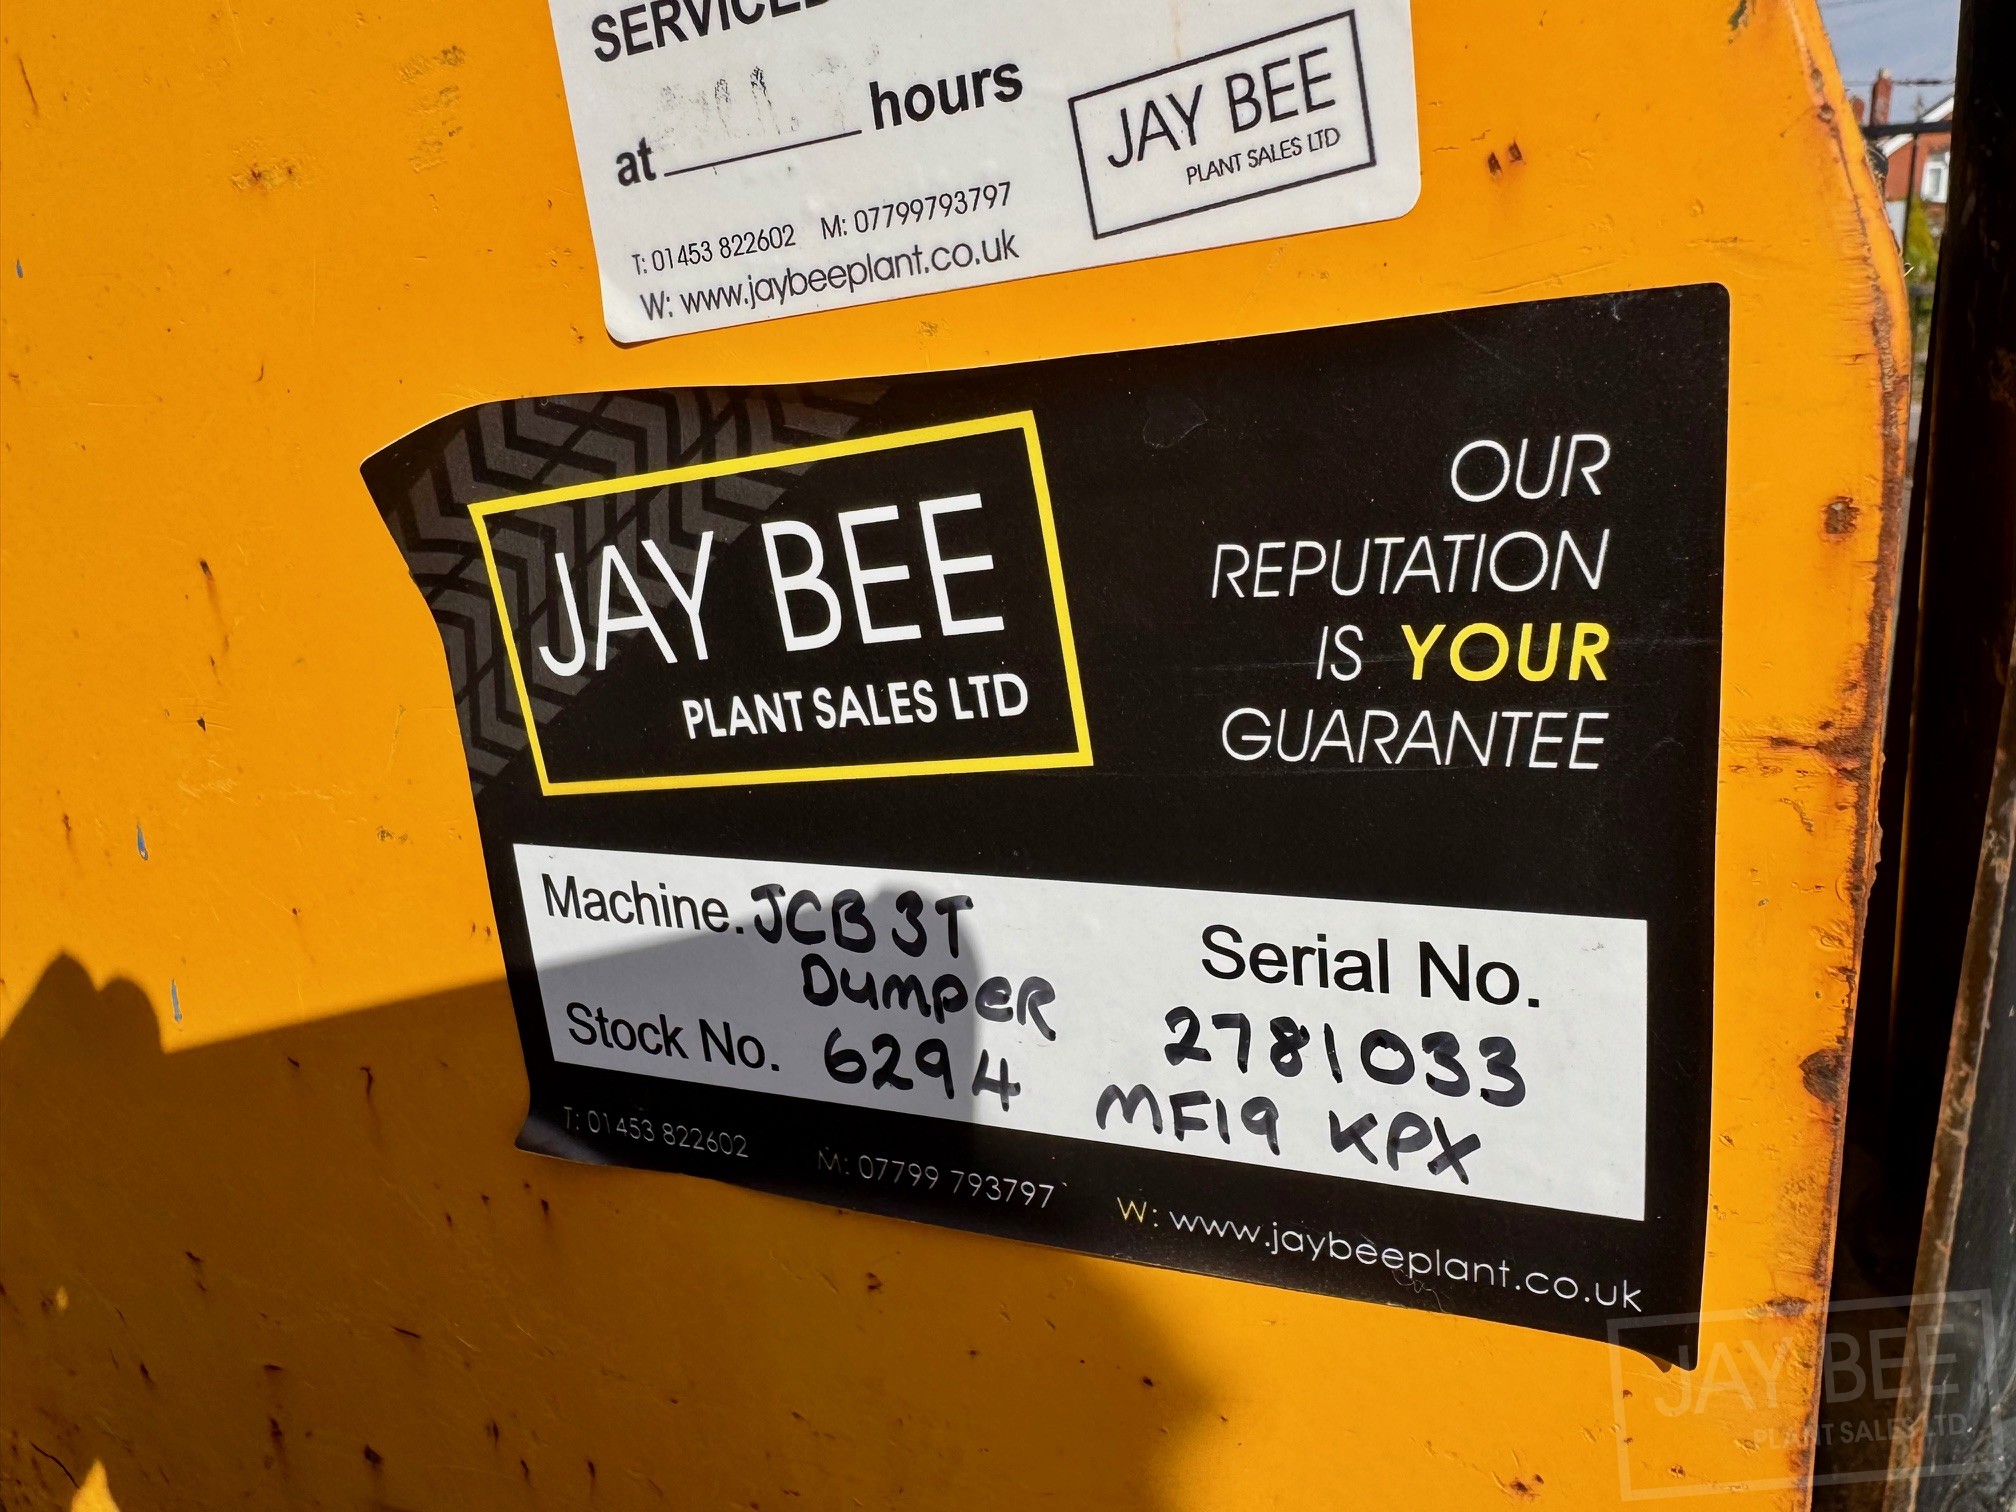 SERVICED
at hours
JAY BEE
PLANT SALES LTD
T: 01453 822602 M: 07799793797
W: www.jaybeeplant.co.uk
JAY BEE
PLANT SALES LTD
OUR
REPUTATION
IS YOUR
GUARANTEE
Machine. JCB 3T
DUMPER
Stock No. 6294
Serial No.
2781033
MF19 KPX
T: 01453 822602 M: 07799 793797 W: www.jaybeeplant.co.uk
JAY BEE
PLANT SALES LTD.